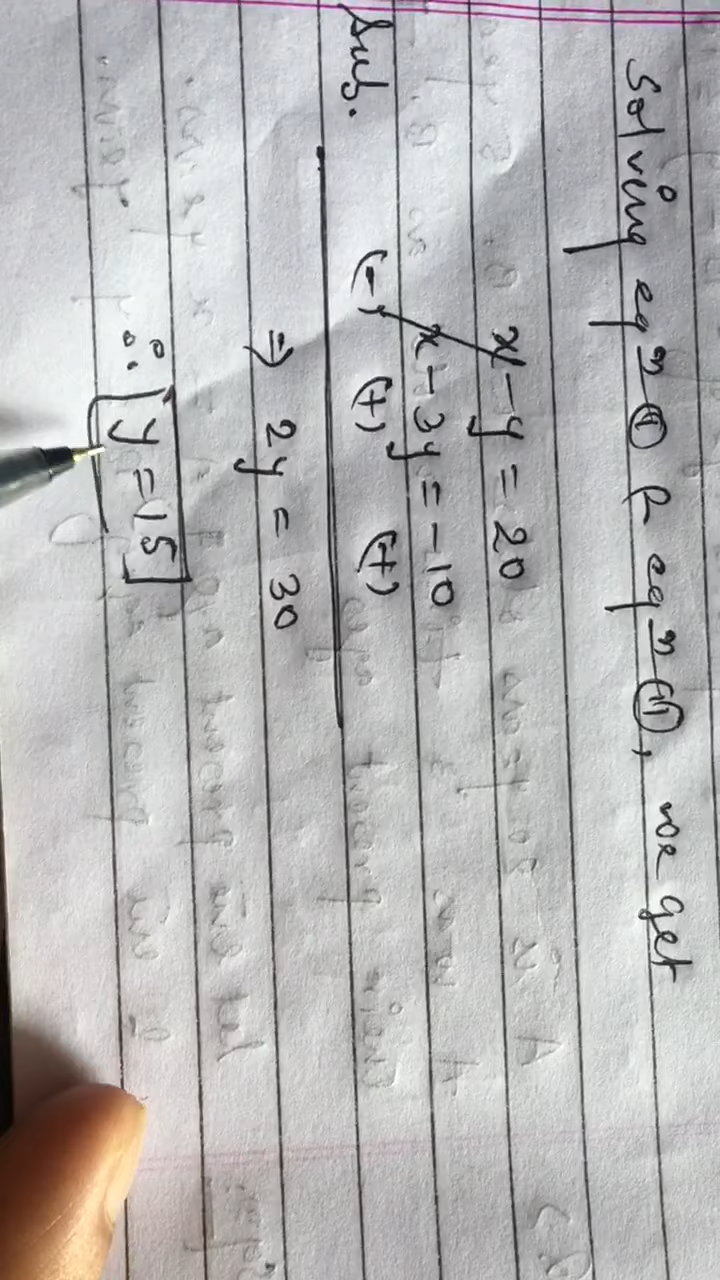 Solving eqn (i) & eqn (ii), we get
x - y = 20
x - 3y = -10
Sub. (-) (+) (+)
⇒ 2y = 30
∴ y = 15